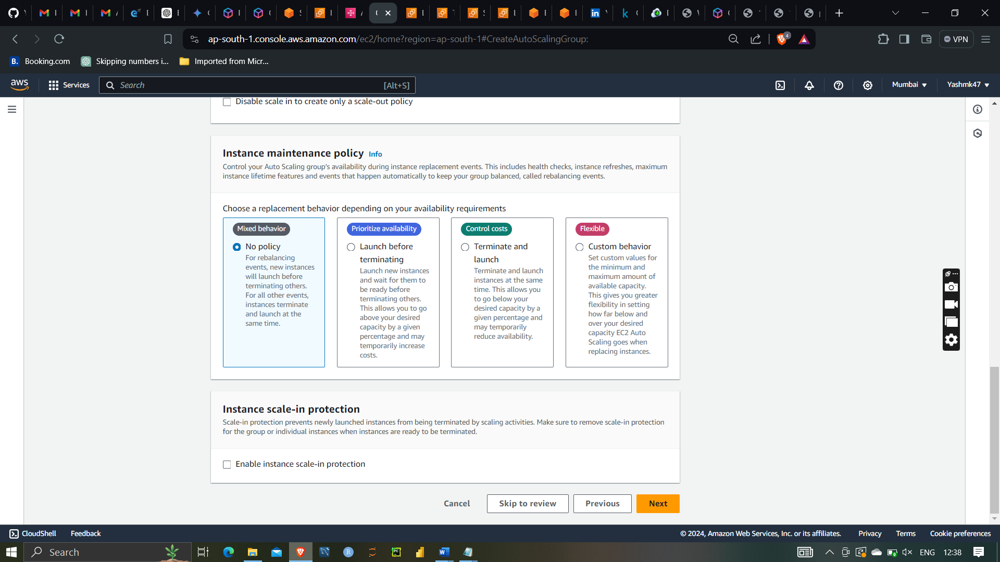 ap-south-1.console.aws.amazon.com/ec2/home?region=ap-south-1#CreateAutoScalingGroup:
4
VPN
B.
Booking.com
Skipping numbers i...
Imported from Micr...
aws
Services
Search
[Alt+S]
Mumbai
Yashmk47
Disable scale in to create only a scale-out policy
Instance maintenance policy Info
Control your Auto Scaling group's availability during instance replacement events. This includes health checks, instance refreshes, maximum
instance lifetime features and events that happen automatically to keep your group balanced, called rebalancing events.
Choose a replacement behavior depending on your availability requirements
Mixed behavior
No policy
For rebalancing
events, new instances
will launch before
terminating others.
For all other events,
instances terminate
and launch at the
same time.
Prioritize availability
Launch before
terminating
Launch new instances
and wait for them to
be ready before
terminating others.
This allows you to go
above your desired
capacity by a given
percentage and may
temporarily increase
costs.
Control costs
Terminate and
launch
Terminate and launch
instances at the same
time. This allows you
to go below your
desired capacity by a
given percentage and
may temporarily
reduce availability.
Flexible
Custom behavior
Set custom values for
the minimum and
maximum amount of
available capacity.
This gives you greater
flexibility in setting
how far below and
over your desired
capacity EC2 Auto
Scaling goes when
replacing instances.
Instance scale-in protection
Scale-in protection prevents newly launched instances from being terminated by scaling activities. Make sure to remove scale-in protection
for the group or individual instances when instances are ready to be terminated.
Enable instance scale-in protection
Cancel
Skip to review
Previous
Next
CloudShell
Feedback
© 2024, Amazon Web Services, Inc. or its affiliates.
Privacy
Terms
Cookie preferences
Search
ENG
12:38